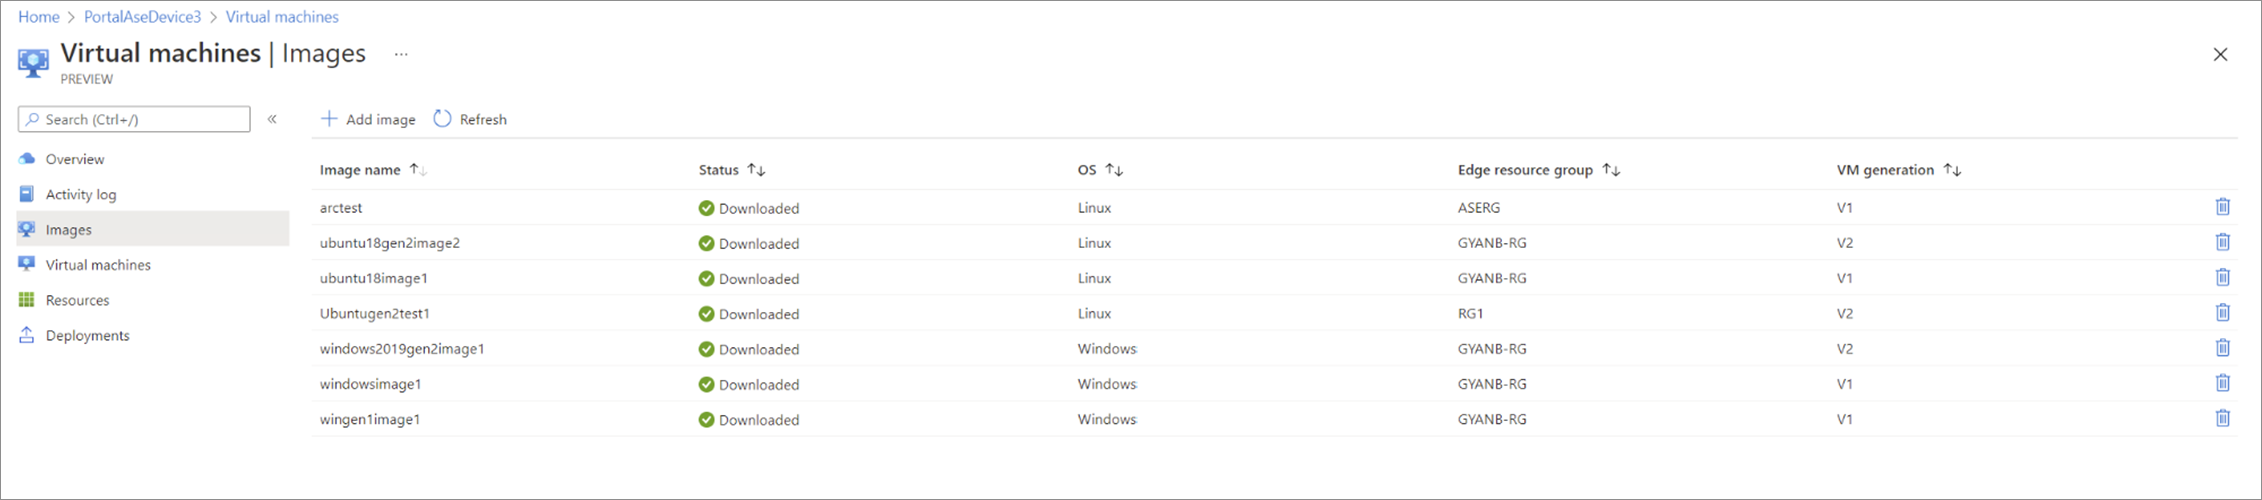 Home > PortalAseDevice3 > Virtual machines
Virtual machines | Images ...
PREVIEW
Search (Ctrl+/) «
Add image Refresh
Overview
Activity log
Images
Virtual machines
Resources
Deployments
Image name Status OS Edge resource group VM generation
arctest Downloaded Linux ASERG V1
ubuntu18gen2image2 Downloaded Linux GYANB-RG V2
ubuntu18image1 Downloaded Linux GYANB-RG V1
Ubuntugen2test1 Downloaded Linux RG1 V2
windows2019gen2image1 Downloaded Windows GYANB-RG V2
windowsimage1 Downloaded Windows GYANB-RG V1
wingen1image1 Downloaded Windows GYANB-RG V1